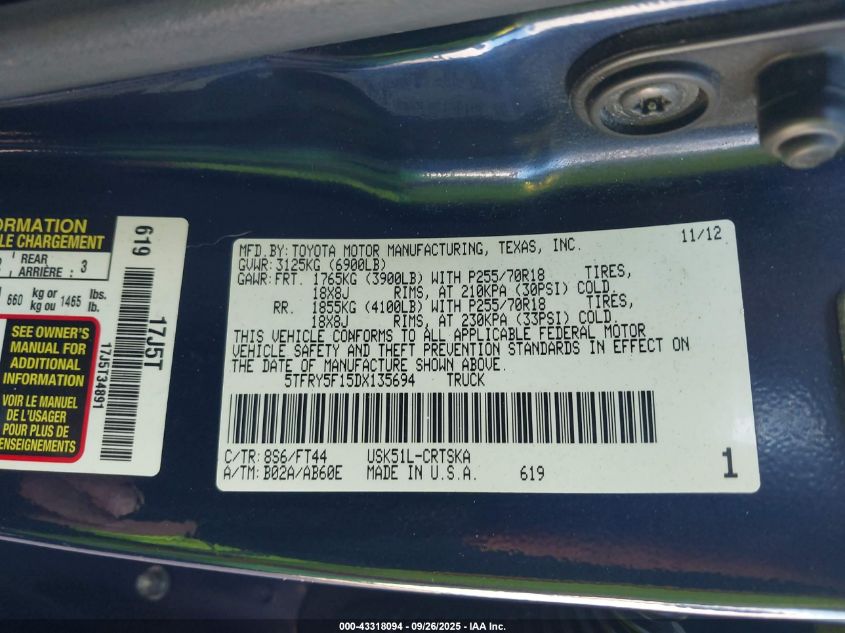 FORMATION
LE CHARGEMENT
REAR
ARRIÈRE : 3
660 kg or kg ou 1465 lbs. lb.
SEE OWNER'S
MANUAL FOR
ADDITIONAL
INFORMATION
VOIR LE MANUEL
DE L'USAGER
POUR PLUS DE
RENSEIGNEMENTS
619
17J5T
17J5T34891
MFD.BY:TOYOTA MOTOR MANUFACTURING, TEXAS, INC. 11/12
GVWR:3125KG (6900LB)
GAWR:FRT. 1765KG (3900LB) WITH P255/70R18 TIRES,
18X8J RIMS, AT 210KPA (30PSI) COLD.
RR. 1855KG (4100LB) WITH P255/70R18 TIRES,
18X8J RIMS, AT 230KPA (33PSI) COLD.
THIS VEHICLE CONFORMS TO ALL APPLICABLE FEDERAL MOTOR
VEHICLE SAFETY AND THEFT PREVENTION STANDARDS IN EFFECT ON
THE DATE OF MANUFACTURE SHOWN ABOVE.
5TFRY5F15DX135694 TRUCK
C/TR:8S6/FT44 USK51L-CRTSKA
A/TM:B02A/AB60E MADE IN U.S.A. 619 1
000-43318094 - 09/26/2025 - IAA Inc.